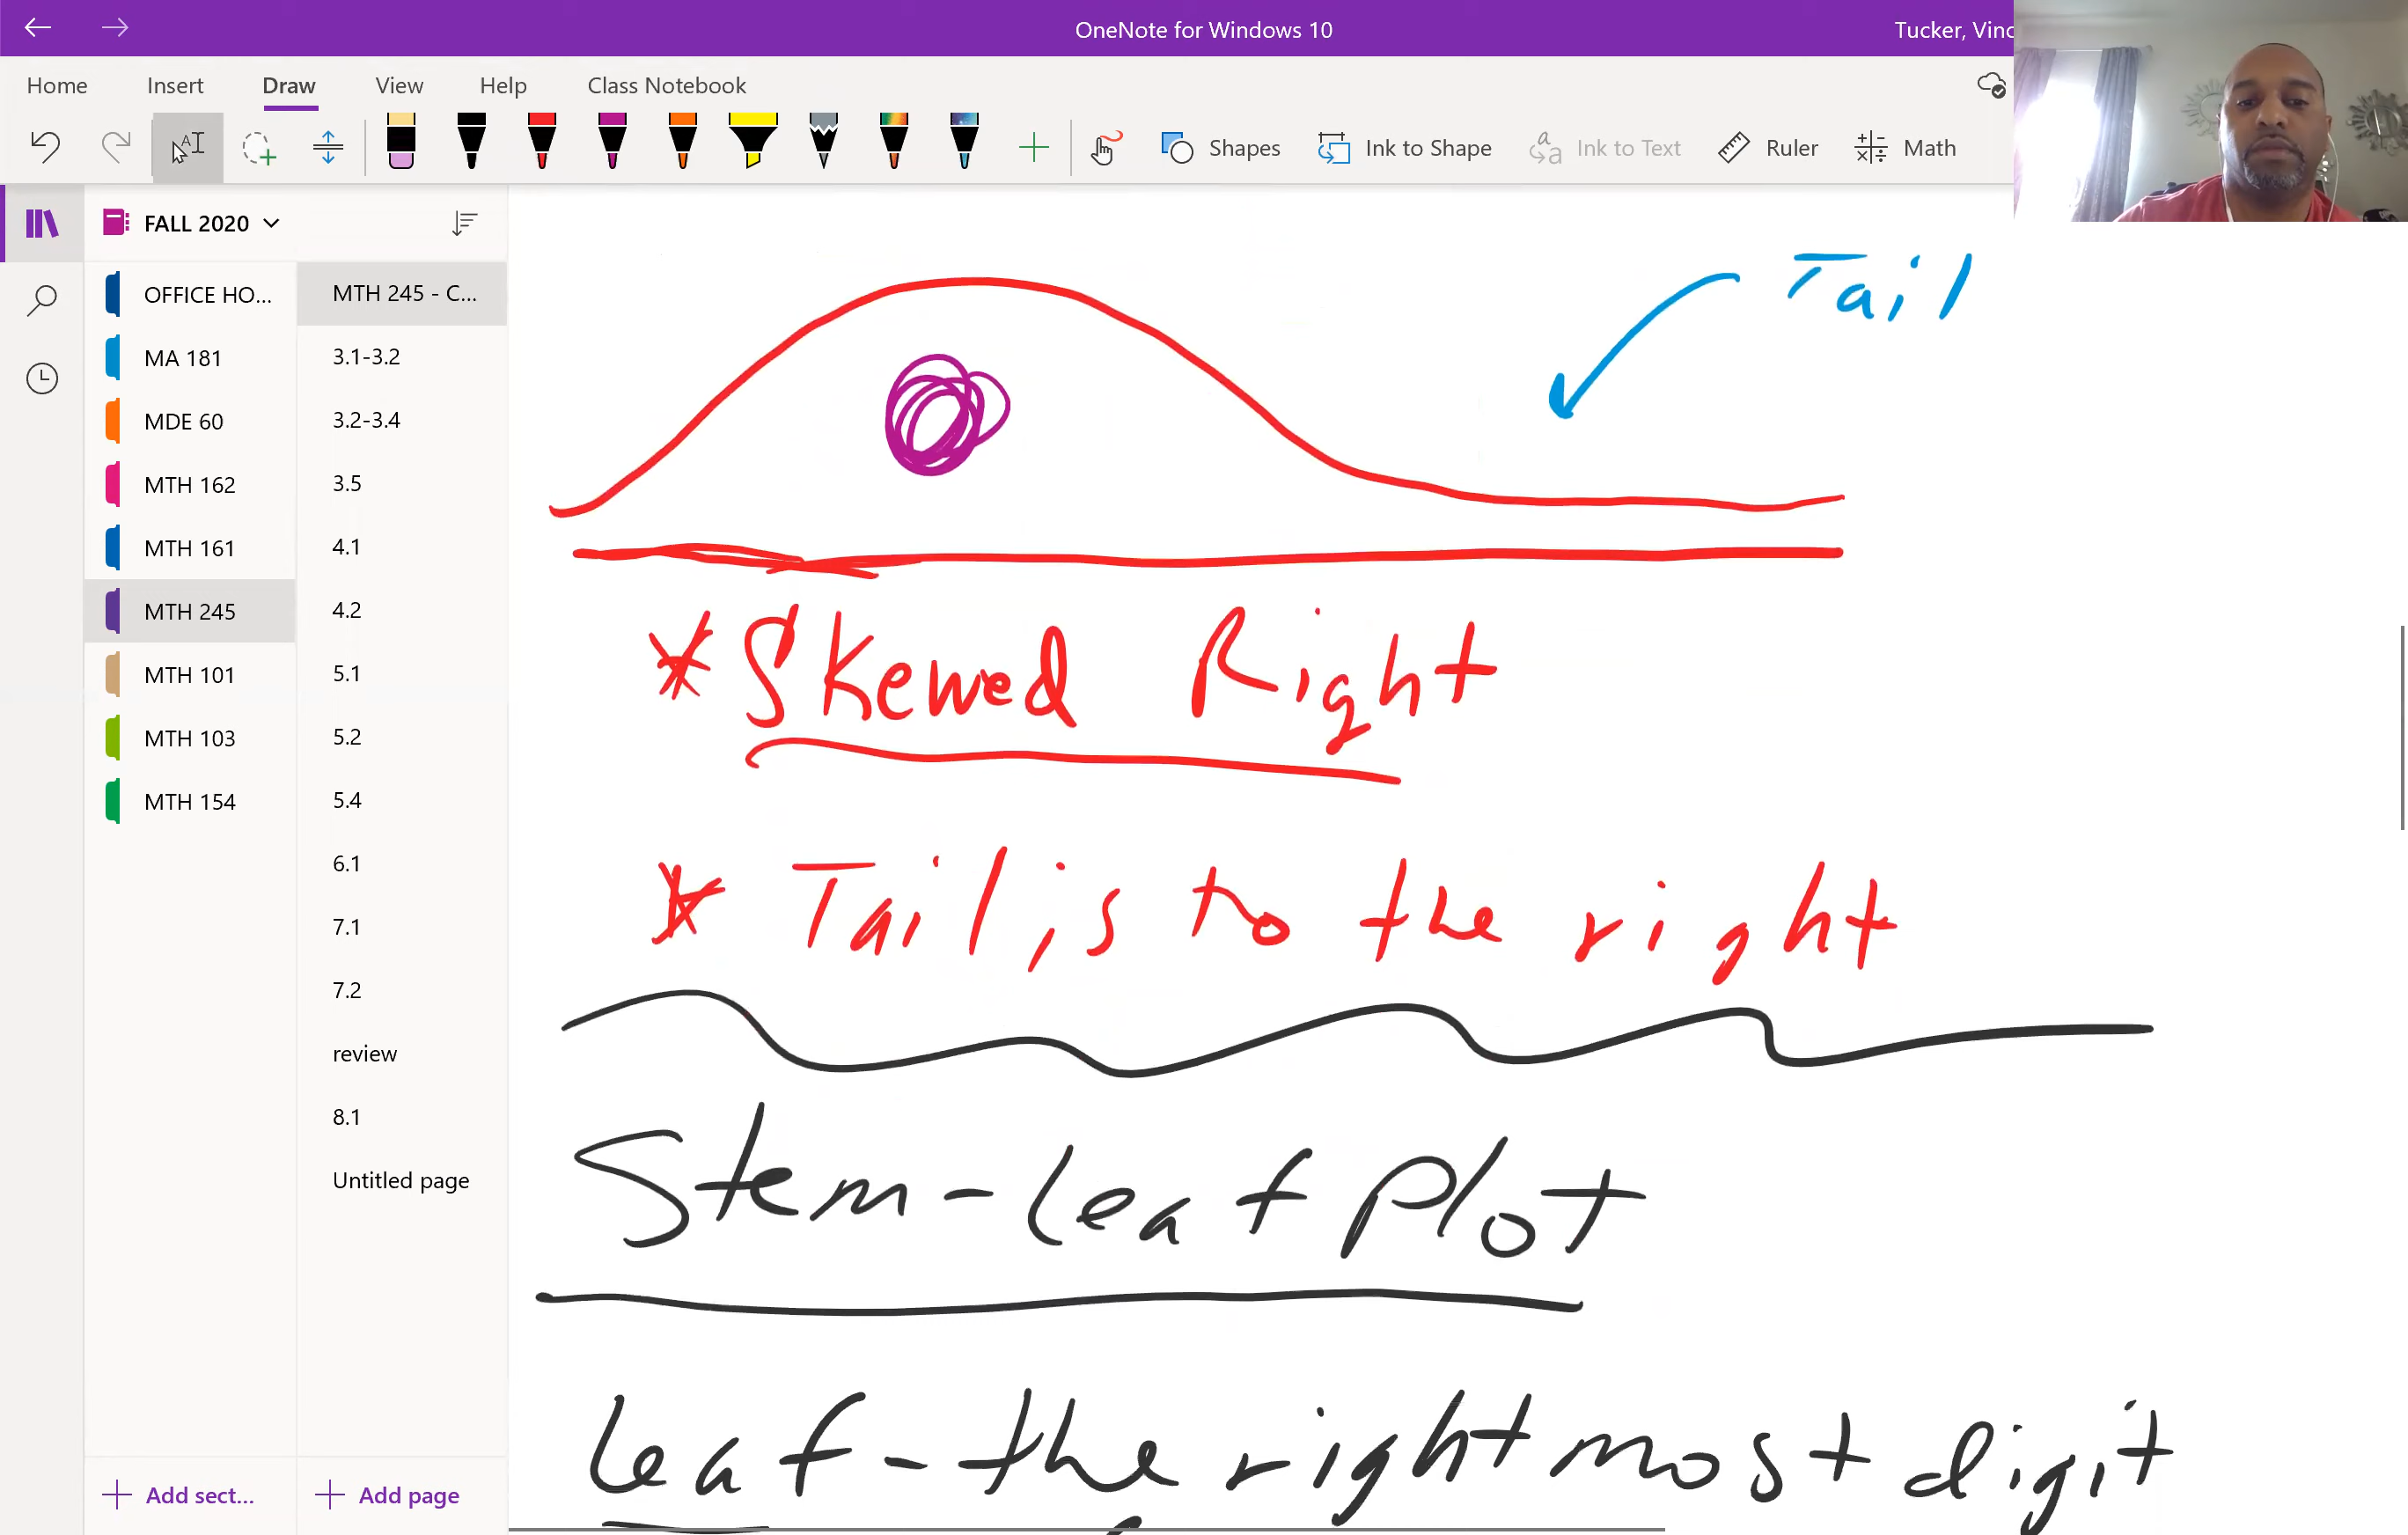 OneNote for Windows 10
Tucker, Vinc
Home Insert Draw View Help Class Notebook
Shapes Ink to Shape Ink to Text Ruler Math
FALL 2020
OFFICE HO...
MA 181
MDE 60
MTH 162
MTH 161
MTH 245
MTH 101
MTH 103
MTH 154
Add sect...
MTH 245 - C...
3.1-3.2
3.2-3.4
3.5
4.1
4.2
5.1
5.2
5.4
6.1
7.1
7.2
review
8.1
Untitled page
Add page
Tail
* Skewed Right
* Tail is to the right
Stem-Leaf Plot
Leaf - the right most digit